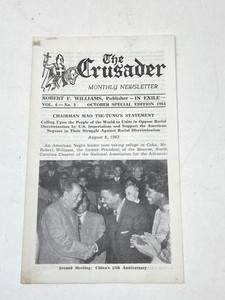 The
Crusader
MONTHLY NEWSLETTER
ROBERT F. WILLIAMS, Publisher —IN EXILE—
VOL. 6— No. 2 OCTOBER SPECIAL EDITION 1964
CHAIRMAN MAO TSE-TUNG'S STATEMENT
Calling Upon the People of the World to Unite to Oppose Racial
Discrimination by U.S. Imperialism and Support the American
Negroes in Their Struggle Against Racial Discrimination
August 8, 1963
An American Negro leader now taking refuge in Cuba, Mr.
Robert Williams, the former President of the Monroe, North
Carolina Chapter of the National Association for the Advance-
Second Meeting: China's 15th Anniversary